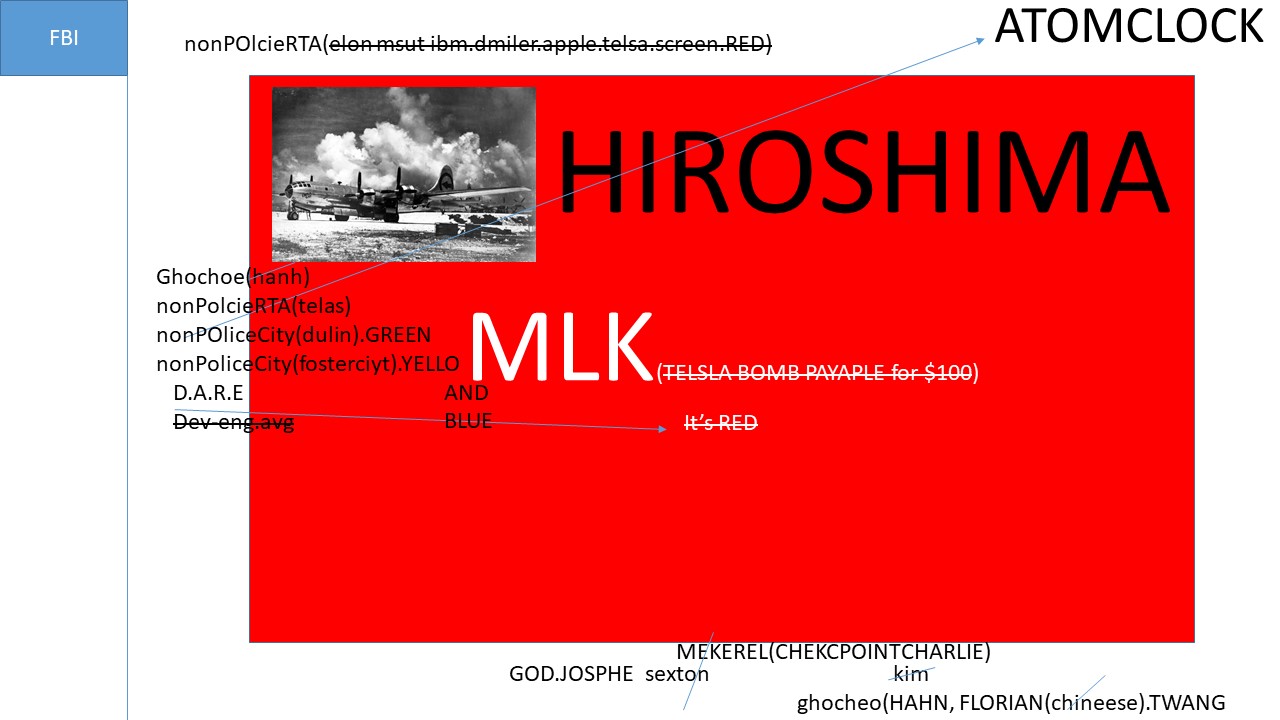 FBI
nonPOlcieRTA(elon msut ibm.dmiler.apple.telsa.screen.RED)
ATOMCLOCK
HIROSHIMA
Ghochoe(hanh)
nonPolcieRTA(telas)
nonPOliceCity(dulin).GREEN
nonPoliceCity(fosterciyt).YELLO
MLK(TELSLA BOMB PAYAPLE for $100)
D.A.R.E AND
Dev-eng.avg BLUE It’s RED
MEKEREL(CHEKCPOINTCHARLIE)
GOD.JOSPHE sexton kim
ghocheo(HAHN, FLORIAN(chineese).TWANG